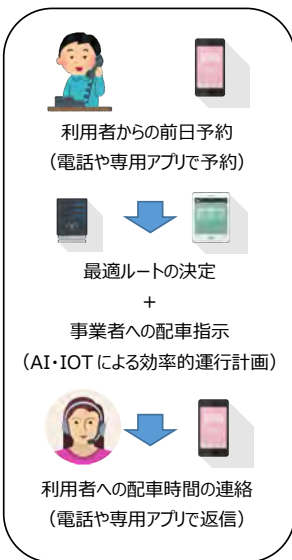 利用者からの前日予約
（電話や専用アプリで予約）
最適ルートの決定
+
事業者への配車指示
（AI・IOTによる効率的運行計画）
利用者への配車時間の連絡
（電話や専用アプリで返信）